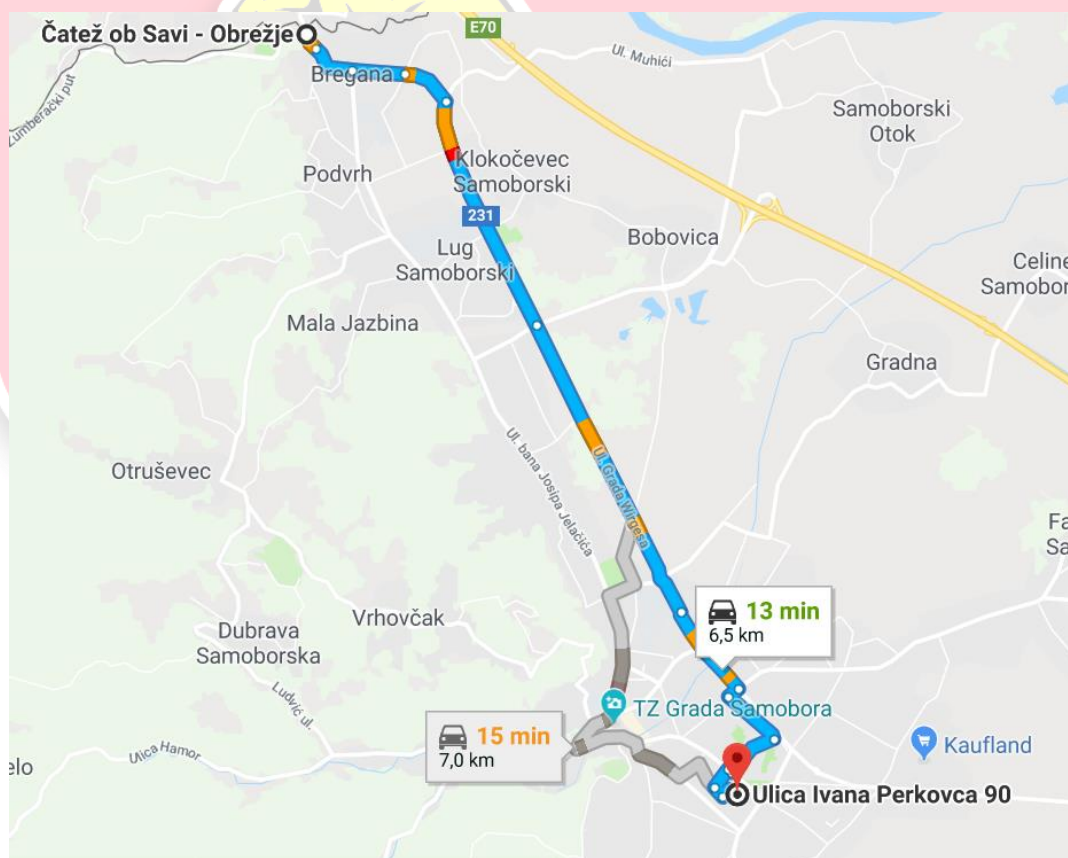 Čatež ob Savi - Obrežje
E70
Ul. Muhići
Bregana
Žumberački put
Samoborski
Otok
Klokočevec
Samoborski
Podvrh
231
Bobovica
Lug
Samoborski
Celine
Samobor
Mala Jazbina
Gradna
Ul. bana Josipa Jelačića
Ul. Grada Wirgesa
Otruševec
Fa
Sa
13 min
6,5 km
Vrhovčak
Dubrava
Samoborska
Ludvić ul.
TZ Grada Samobora
15 min
7,0 km
Ulica Hamor
Kaufland
elo
Ulica Ivana Perkovca 90